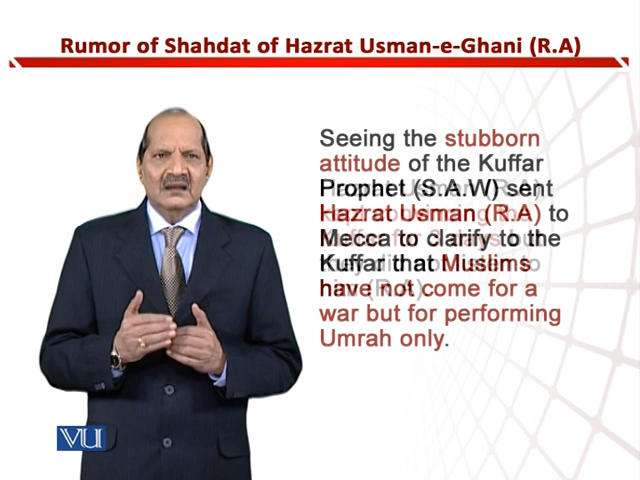 Rumor of Shahdat of Hazrat Usman-e-Ghani (R.A)
Seeing the stubborn
attitude of the Kuffar
Prophet (S.A.W) sent
Hazrat Usman (R.A) to
Mecca to clarify to the
Kuffar that Muslims
have not come for a
war but for performing
Umrah only.
VU